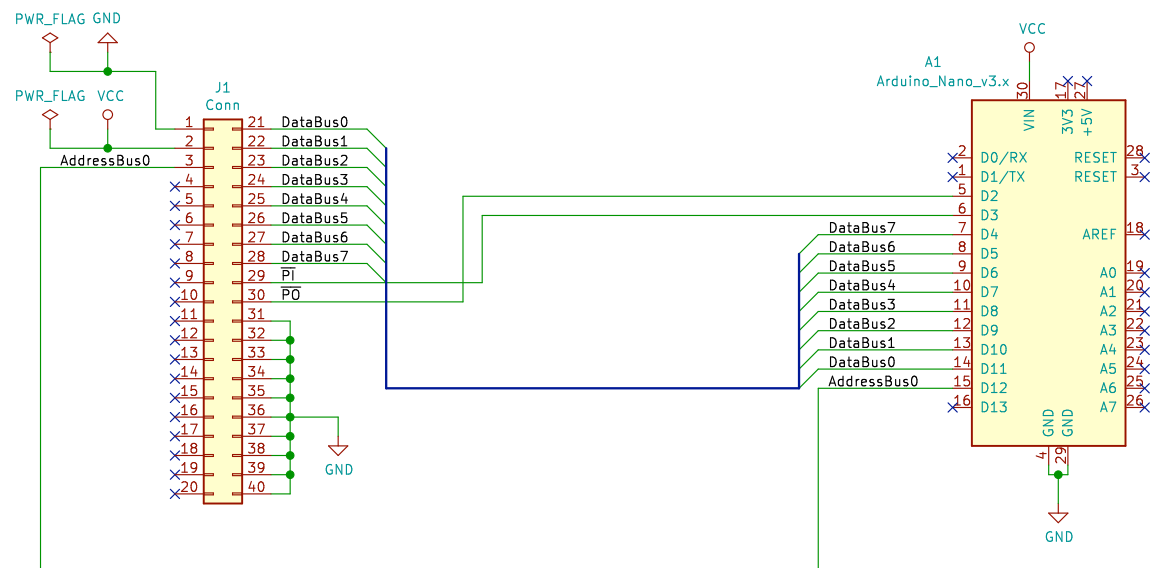 PWR_FLAG GND
PWR_FLAG VCC
J1
Conn
1 21 DataBus0
2 22 DataBus1
AddressBus0 3 23 DataBus2
4 24 DataBus3
5 25 DataBus4
6 26 DataBus5
7 27 DataBus6
8 28 DataBus7
9 29 PI
10 30 PO
11 31
12 32
13 33
14 34
15 35
16 36
17 37
18 38
19 39
20 40
GND
VCC
A1
Arduino_Nano_v3.x
30 17 27
VIN 3V3 +5V
2 D0/RX RESET 28
1 D1/TX RESET 3
5 D2
6 D3
DataBus7 7 D4 AREF 18
DataBus6 8 D5
DataBus5 9 D6 A0 19
DataBus4 10 D7 A1 20
DataBus3 11 D8 A2 21
DataBus2 12 D9 A3 22
DataBus1 13 D10 A4 23
DataBus0 14 D11 A5 24
AddressBus0 15 D12 A6 25
16 D13 A7 26
GND GND
4 29
GND